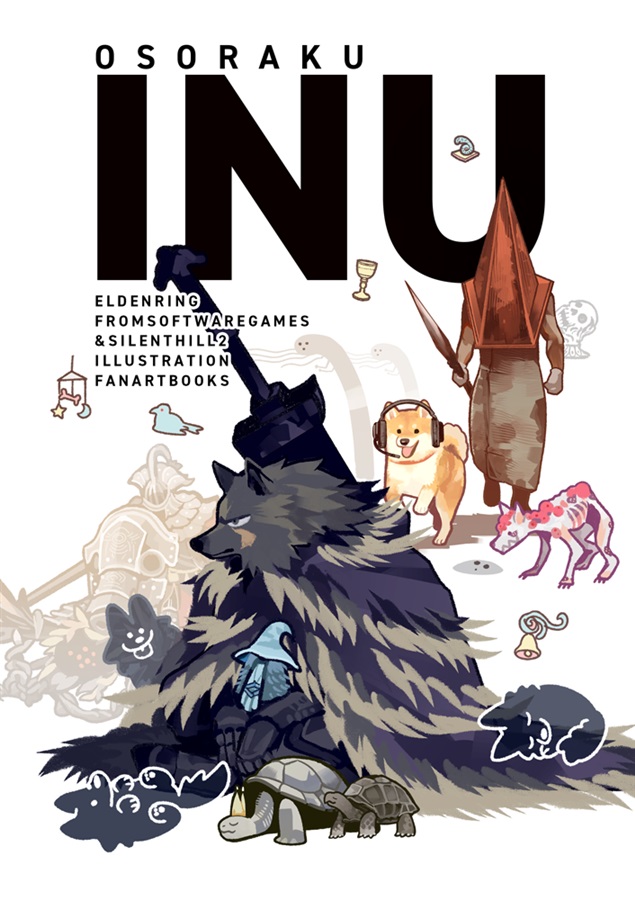 OSORAKU
INU
ELDENRING
FROMSOFTWAREGAMES
&SILENTHILL2
ILLUSTRATION
FANARTBOOKS